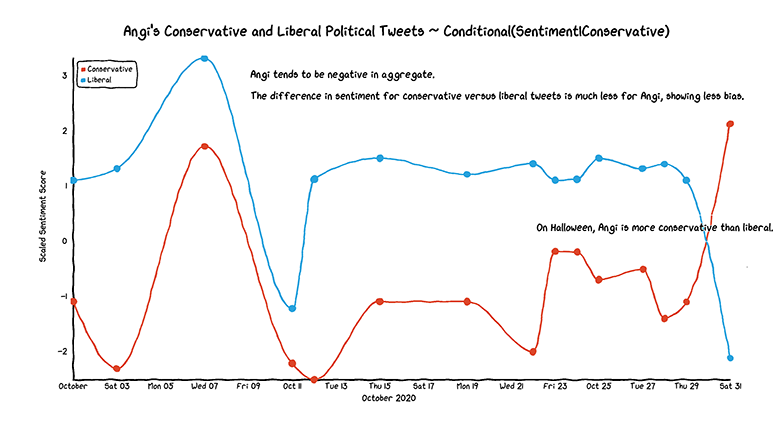 Angi's Conservative and Liberal Political Tweets ~ Conditional(Sentiment|Conservative)
Conservative
Liberal
Angi tends to be negative in aggregate.
The difference in sentiment for conservative versus liberal tweets is much less for Angi, showing less bias.
On Halloween, Angi is more conservative than liberal.
Scaled Sentiment Score
3
2
1
0
-1
-2
October Sat 03 Mon 05 Wed 07 Fri 09 Oct 11 Tue 13 Thu 15 Sat 17 Mon 19 Wed 21 Fri 23 Oct 25 Tue 27 Thu 29 Sat 31
October 2020